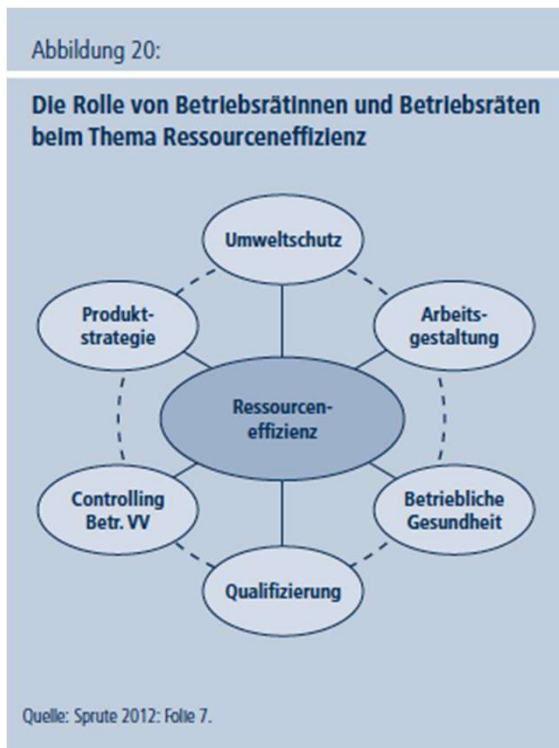 Abbildung 20:
Die Rolle von Betriebsrätinnen und Betriebsräten
beim Thema Ressourceneffizienz
Umweltschutz
Produkt-
strategie
Arbeits-
gestaltung
Ressourcen-
effizienz
Controlling
Betr. VV
Betriebliche
Gesundheit
Qualifizierung
Quelle: Sprute 2012: Folie 7.